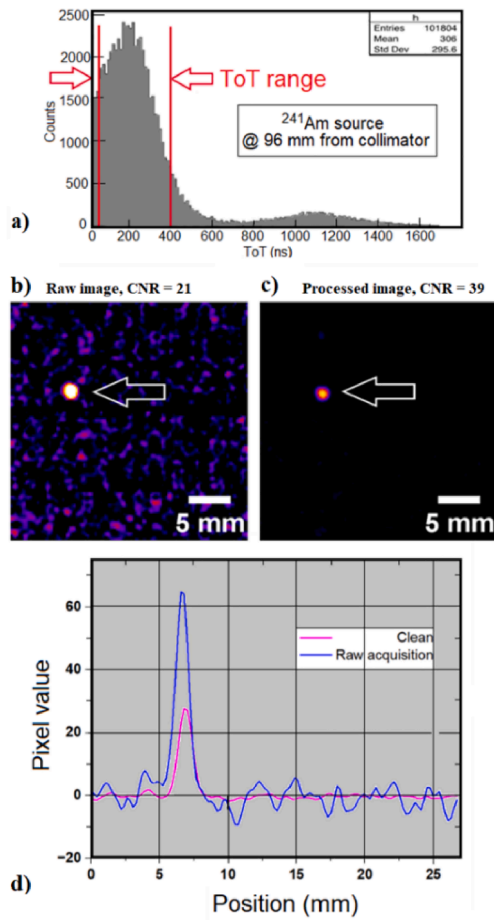 2500
2000
1500
1000
500
0
Counts
h
Entries 101804
Mean 306
Std Dev 295.6
ToT range
241Am source
@ 96 mm from collimator
0 200 400 600 800 1000 1200 1400 1600
ToT (ns)
a)
b) Raw image, CNR = 21
c) Processed image, CNR = 39
5 mm
5 mm
60
40
20
0
−20
Pixel value
Clean
Raw acquisition
0 5 10 15 20 25
Position (mm)
d)